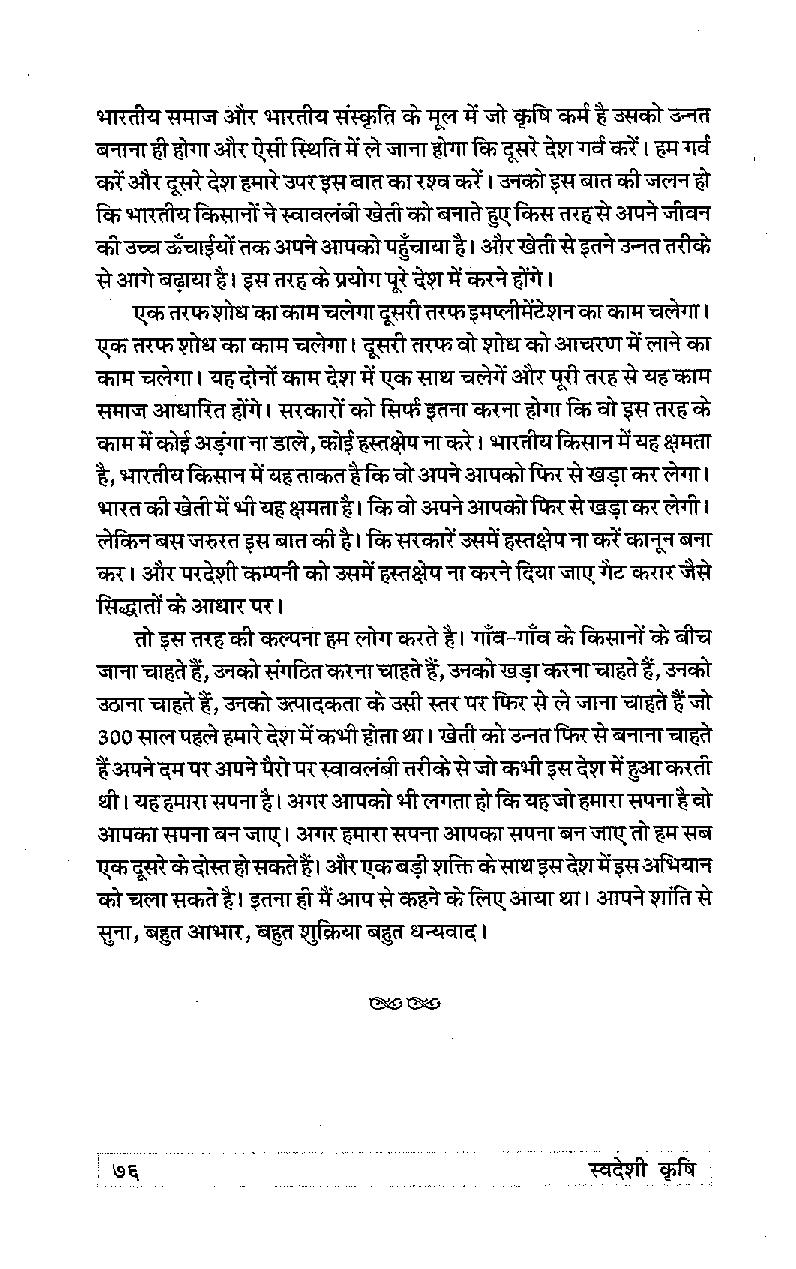 भारतीय समाज और भारतीय संस्कृति के मूल में जो कृषि कर्म है उसको उन्नत
बनाना ही होगा और ऐसी स्थिति में ले जाना होगा कि दूसरे देश गर्व करें। हम गर्व
करें और दूसरे देश हमारे उपर इस बात का रश्व करें। उनको इस बात की जलन हो
कि भारतीय किसानों ने स्वावलंबी खेती को बनाते हुए किस तरह से अपने जीवन
की उच्च ऊँचाईयों तक अपने आपको पहुँचाया है। और खेती से इतने उन्नत तरीके
से आगे बढ़ाया है। इस तरह के प्रयोग पूरे देश में करने होंगे।
एक तरफ शोध का काम चलेगा दूसरी तरफ इमप्लीमेंटेशन का काम चलेगा।
एक तरफ शोध का काम चलेगा। दूसरी तरफ वो शोध को आचरण में लाने का
काम चलेगा। यह दोनों काम देश में एक साथ चलेगें और पूरी तरह से यह काम
समाज आधारित होंगे। सरकारों को सिर्फ इतना करना होगा कि वो इस तरह के
काम में कोई अड़ंगा ना डाले, कोई हस्तक्षेप ना करे। भारतीय किसान में यह क्षमता
है, भारतीय किसान में यह ताकत है कि वो अपने आपको फिर से खड़ा कर लेगा।
भारत की खेती में भी यह क्षमता है। कि वो अपने आपको फिर से खड़ा कर लेगी।
लेकिन बस जरुरत इस बात की है। कि सरकारें उसमें हस्तक्षेप ना करें कानून बना
कर। और परदेशी कम्पनी को उसमें हस्तक्षेप ना करने दिया जाए गैट करार जैसे
सिद्धातों के आधार पर।
तो इस तरह की कल्पना हम लोग करते है। गाँव-गाँव के किसानों के बीच
जाना चाहते हैं, उनको संगठित करना चाहते हैं, उनको खड़ा करना चाहते हैं, उनको
उठाना चाहते हैं, उनको उत्पादकता के उसी स्तर पर फिर से ले जाना चाहते हैं जो
300 साल पहले हमारे देश में कभी होता था। खेती को उन्नत फिर से बनाना चाहते
हैं अपने दम पर अपने पैरो पर स्वावलंबी तरीके से जो कभी इस देश में हुआ करती
थी। यह हमारा सपना है। अगर आपको भी लगता हो कि यह जो हमारा सपना है वो
आपका सपना बन जाए। अगर हमारा सपना आपका सपना बन जाए तो हम सब
एक दूसरे के दोस्त हो सकते हैं। और एक बड़ी शक्ति के साथ इस देश में इस अभियान
को चला सकते है। इतना ही मैं आप से कहने के लिए आया था। आपने शांति से
सुना, बहुत आभार, बहुत शुक्रिया बहुत धन्यवाद।
७६ स्वदेशी कृषि